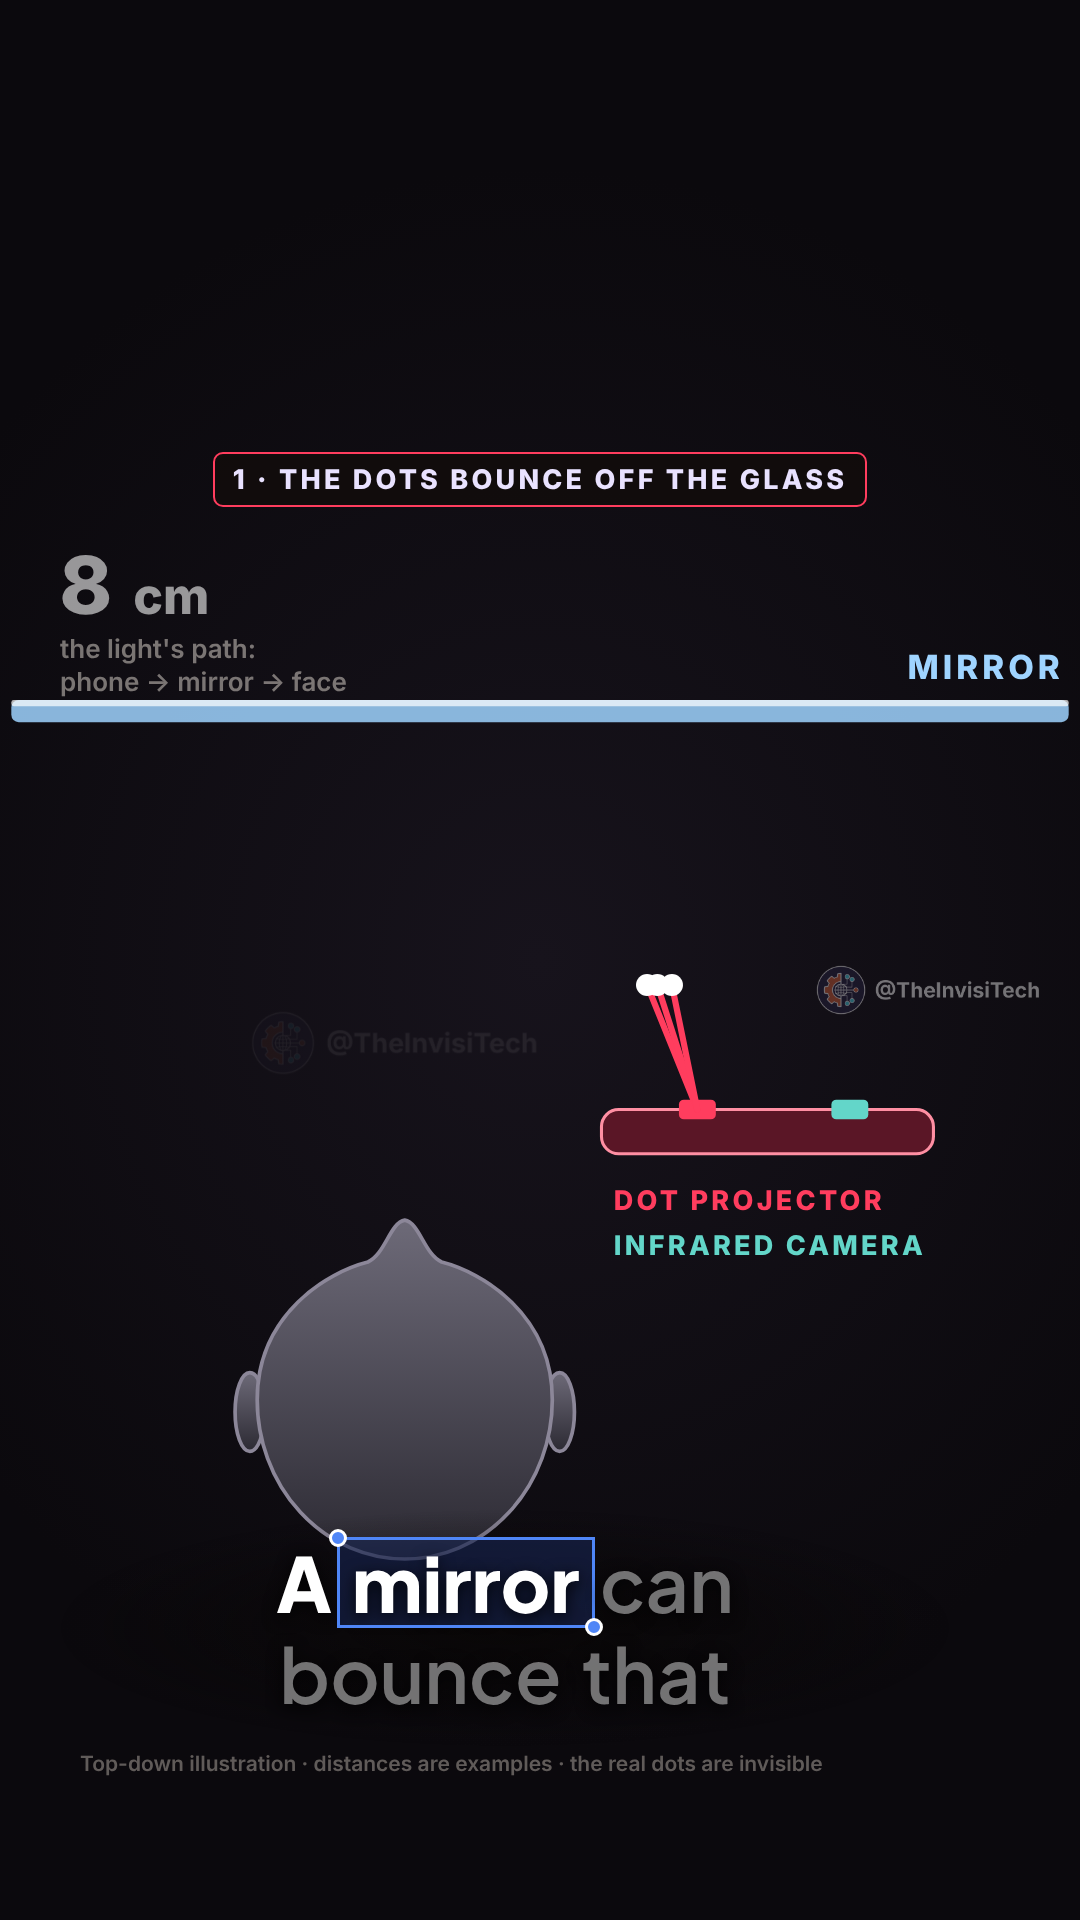 1 · THE DOTS BOUNCE OFF THE GLASS
8 cm
the light's path:
phone → mirror → face
MIRROR
@TheInvisiTech
@TheInvisiTech
DOT PROJECTOR
INFRARED CAMERA
A mirror can
bounce that
Top-down illustration · distances are examples · the real dots are invisible